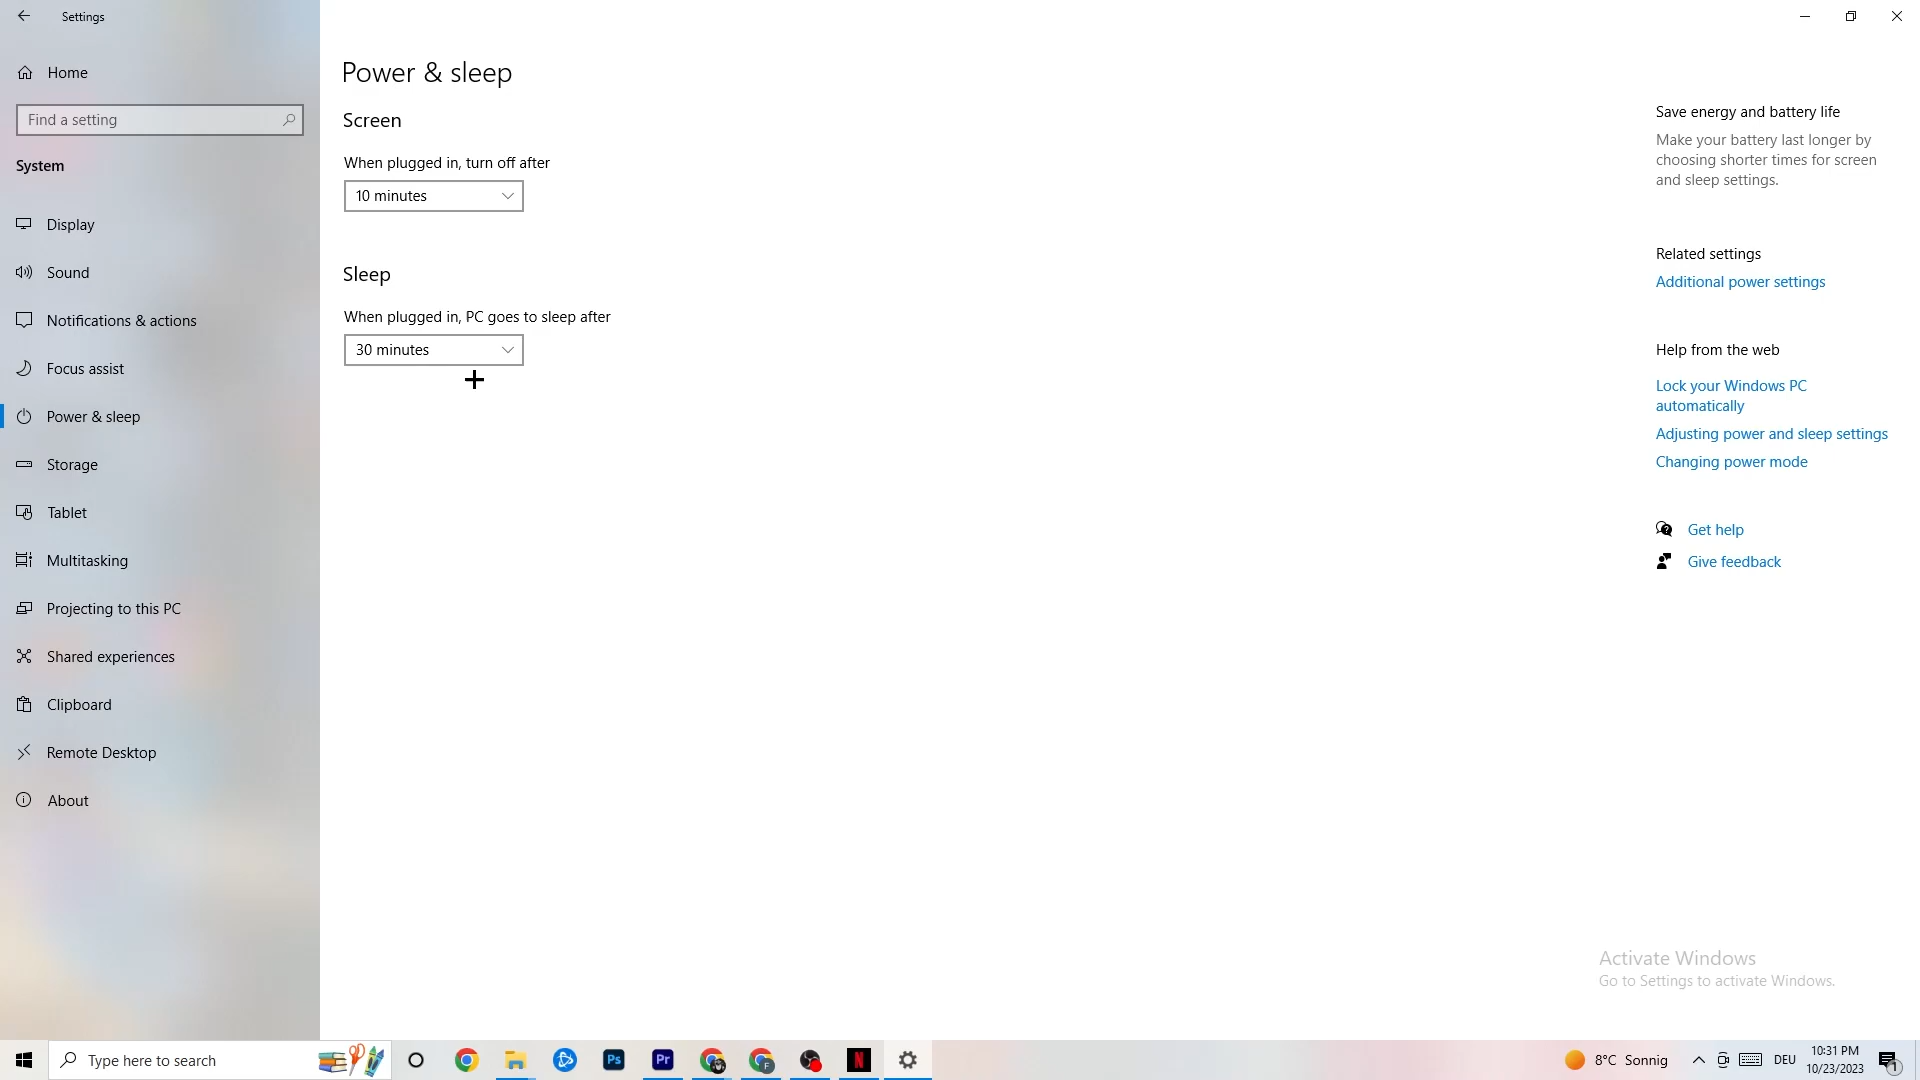 Settings
Home
Find a setting
System
Display
Sound
Notifications & actions
Focus assist
Power & sleep
Storage
Tablet
Multitasking
Projecting to this PC
Shared experiences
Clipboard
Remote Desktop
About
Power & sleep
Screen
When plugged in, turn off after
10 minutes
Sleep
When plugged in, PC goes to sleep after
30 minutes
Save energy and battery life
Make your battery last longer by
choosing shorter times for screen
and sleep settings.
Related settings
Additional power settings
Help from the web
Lock your Windows PC
automatically
Adjusting power and sleep settings
Changing power mode
Get help
Give feedback
Activate Windows
Go to Settings to activate Windows.
Type here to search
Ps
Pr
F
N
8°C Sonnig
DEU
10:31 PM
10/23/2023
1